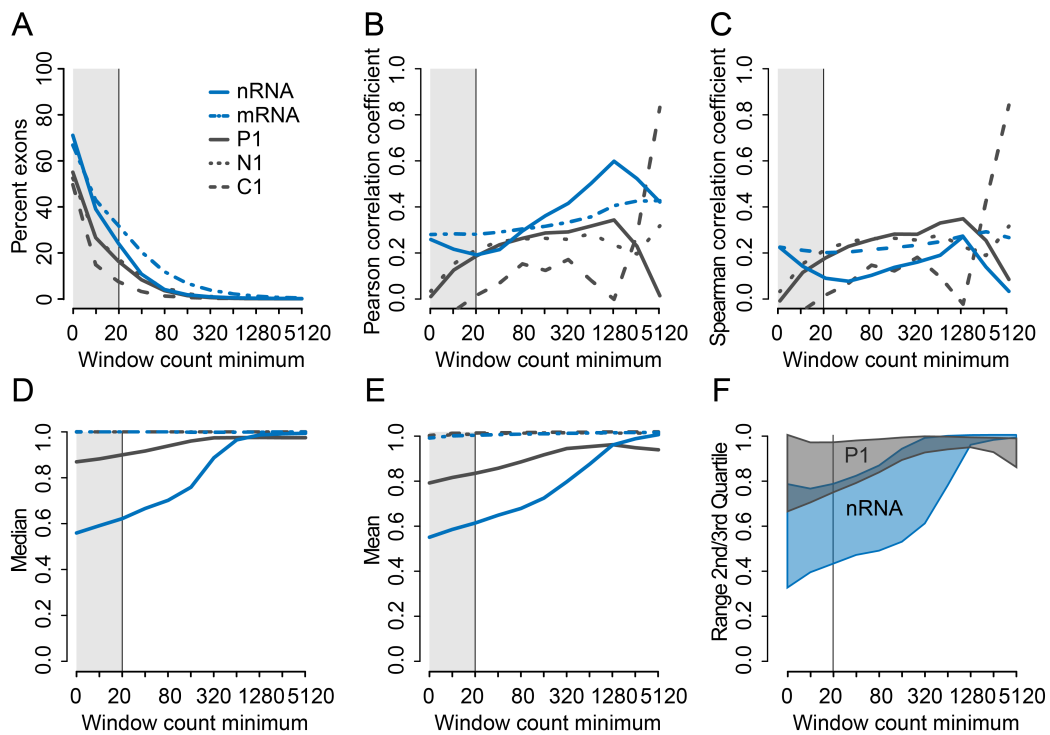 A
Percent exons
100
80
60
40
20
0
nRNA
mRNA
P1
N1
C1
0 20 80 320 1280 5120
Window count minimum
B
Pearson correlation coefficient
1.0
0.8
0.6
0.4
0.2
0.0
0 20 80 320 1280 5120
Window count minimum
C
Spearman correlation coefficient
1.0
0.8
0.6
0.4
0.2
0.0
0 20 80 320 1280 5120
Window count minimum
D
Median
1.0
0.8
0.6
0.4
0.2
0.0
0 20 80 320 1280 5120
Window count minimum
E
Mean
1.0
0.8
0.6
0.4
0.2
0.0
0 20 80 320 1280 5120
Window count minimum
F
Range 2nd/3rd Quartile
1.0
0.8
0.6
0.4
0.2
0.0
P1
nRNA
0 20 80 320 1280 5120
Window count minimum